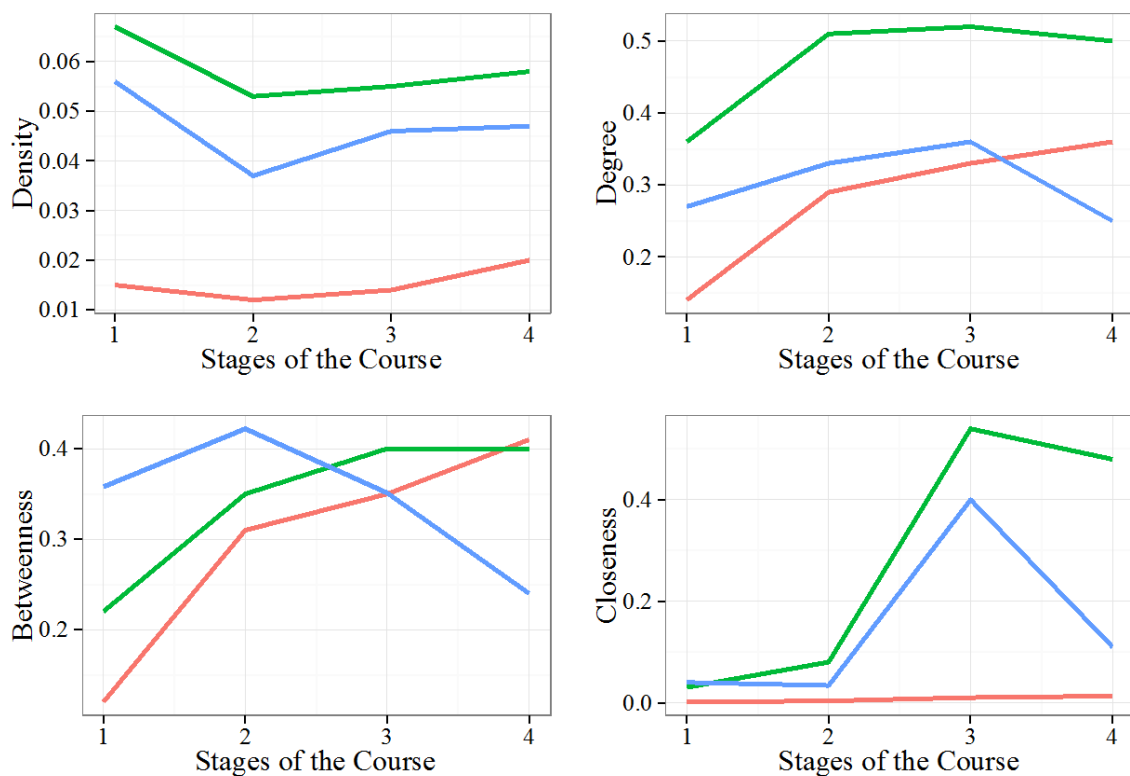 Density
0.06
0.05
0.04
0.03
0.02
0.01
1 2 3 4
Stages of the Course
Degree
0.5
0.4
0.3
0.2
1 2 3 4
Stages of the Course
Betweenness
0.4
0.3
0.2
1 2 3 4
Stages of the Course
Closeness
0.4
0.2
0.0
1 2 3 4
Stages of the Course